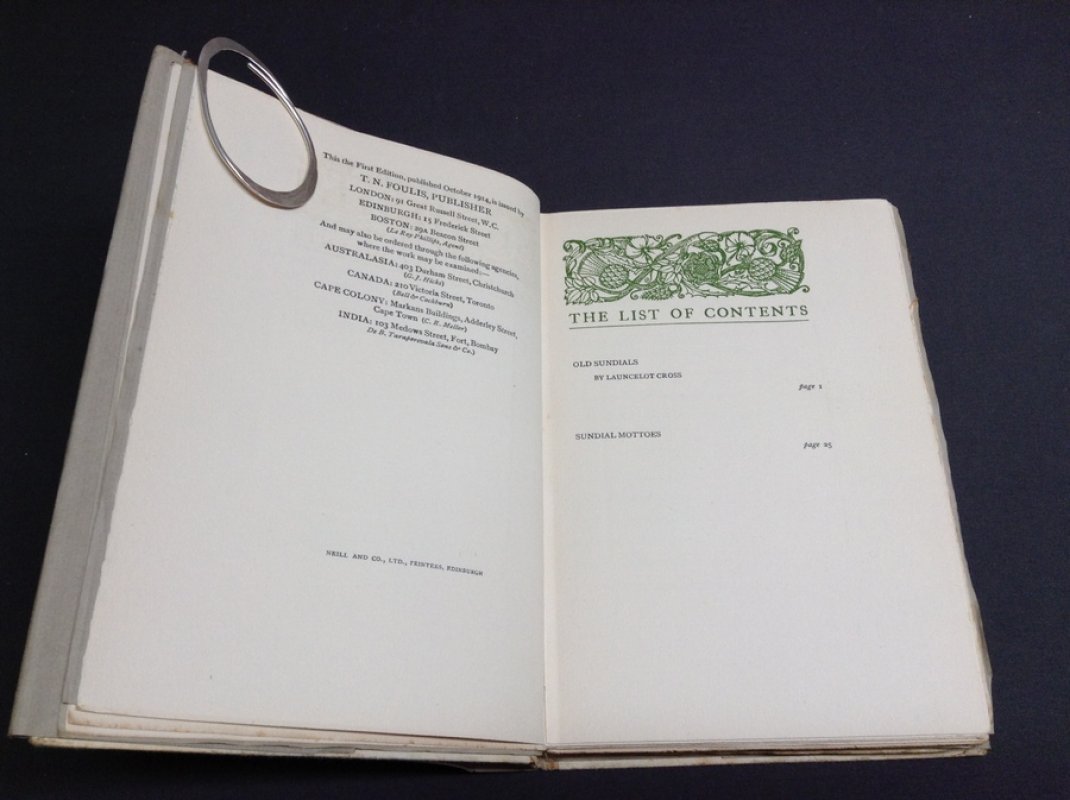 This the First Edition, published October 1914, is issued by
T. N. FOULIS, PUBLISHER
LONDON: 91 Great Russell Street, W.C.
EDINBURGH: 15 Frederick Street
BOSTON: 29A Beacon Street
(Le Roy Phillips, Agent)
And may also be ordered through the following agencies,
where the work may be examined:—
AUSTRALASIA: 403 Durham Street, Christchurch
(G. J. Hicks)
CANADA: 210 Victoria Street, Toronto
(Bell & Cockburn)
CAPE COLONY: Markans Buildings, Adderley Street,
Cape Town (C. R. Mellor)
INDIA: 103 Medows Street, Fort, Bombay
De B. Taraporevala Sons & Co.)
NEILL AND CO., LTD., PRINTERS, EDINBURGH
THE LIST OF CONTENTS
OLD SUNDIALS
BY LAUNCELOT CROSS
page 1
SUNDIAL MOTTOES
page 25